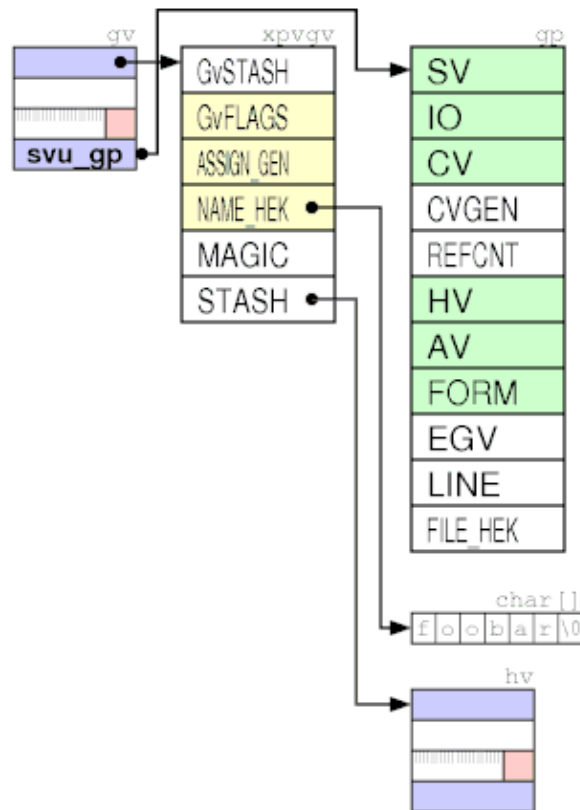 gv
svu_gp
xpvgv
GvSTASH
GvFLAGS
ASSIGN_GEN
NAME_HEK
MAGIC
STASH
gp
SV
IO
CV
CVGEN
REFCNT
HV
AV
FORM
EGV
LINE
FILE_HEK
char[]
f o o b a r \0
hv